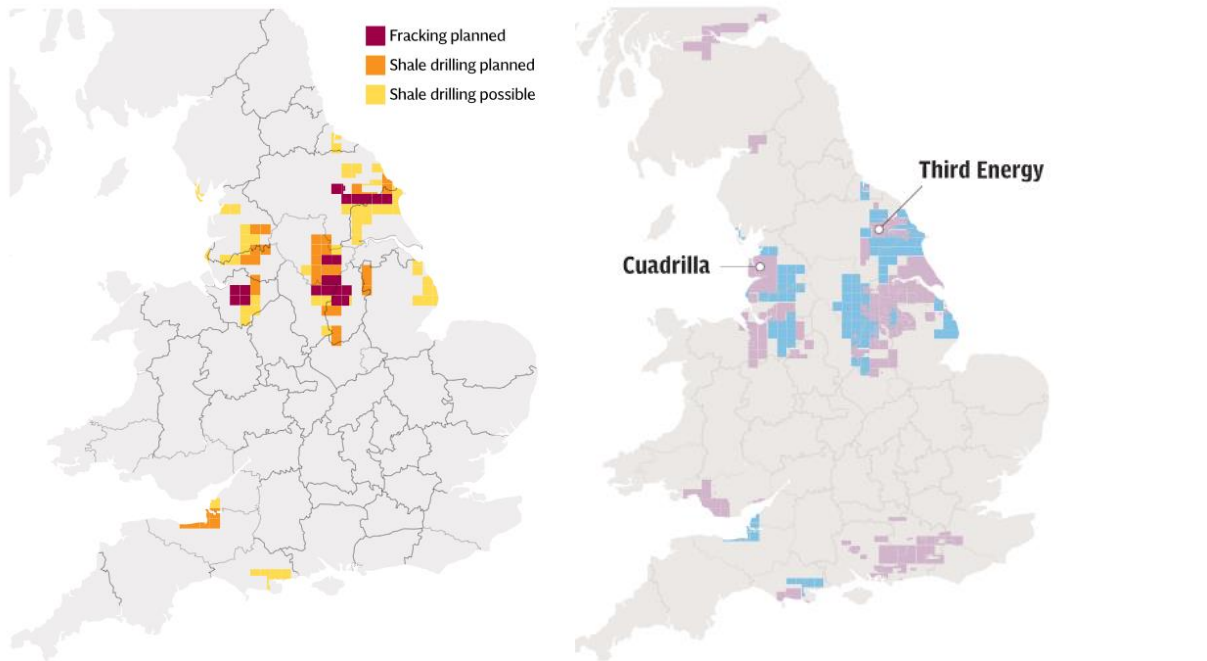 Fracking planned
Shale drilling planned
Shale drilling possible
Third Energy
Cuadrilla